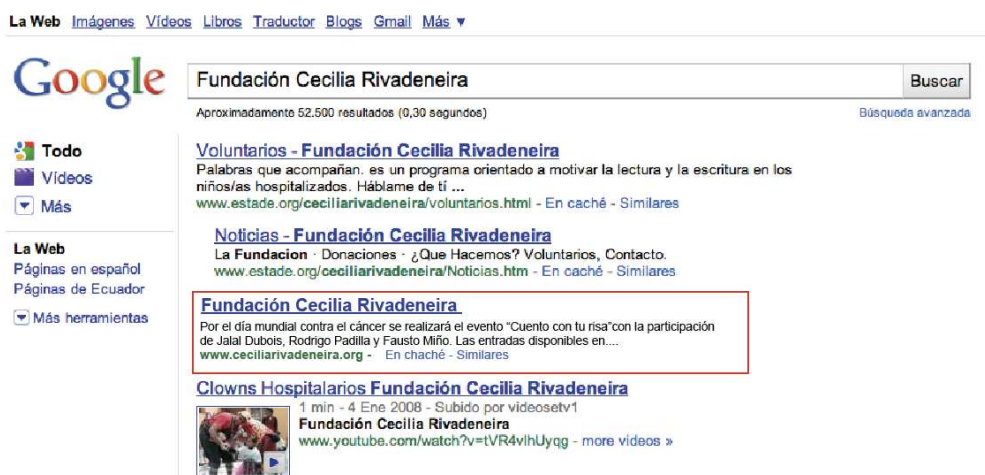 La Web Imágenes Vídeos Libros Traductor Blogs Gmail Más ▼
Google
Fundación Cecilia Rivadeneira
Buscar
Aproximadamente 52.500 resultados (0,30 segundos)
Búsqueda avanzada
Todo
Vídeos
Más
La Web
Páginas en español
Páginas de Ecuador
Más herramientas
Voluntarios - Fundación Cecilia Rivadeneira
Palabras que acompañan. es un programa orientado a motivar la lectura y la escritura en los
niños/as hospitalizados. Háblame de tí ...
www.estade.org/ceciliarivadeneira/voluntarios.html - En caché - Similares
Noticias - Fundación Cecilia Rivadeneira
La Fundacion · Donaciones · ¿Que Hacemos? Voluntarios, Contacto.
www.estade.org/ceciliarivadeneira/Noticias.htm - En caché - Similares
Fundación Cecilia Rivadeneira
Por el día mundial contra el cáncer se realizará el evento "Cuento con tu risa"con la participación
de Jalal Dubois, Rodrigo Padilla y Fausto Miño. Las entradas disponibles en....
www.ceciliarivadeneira.org - En chaché - Similares
Clowns Hospitalarios Fundación Cecilia Rivadeneira
1 min - 4 Ene 2008 - Subido por videosetv1
Fundación Cecilia Rivadeneira
www.youtube.com/watch?v=tVR4vlhUyqg - more videos »